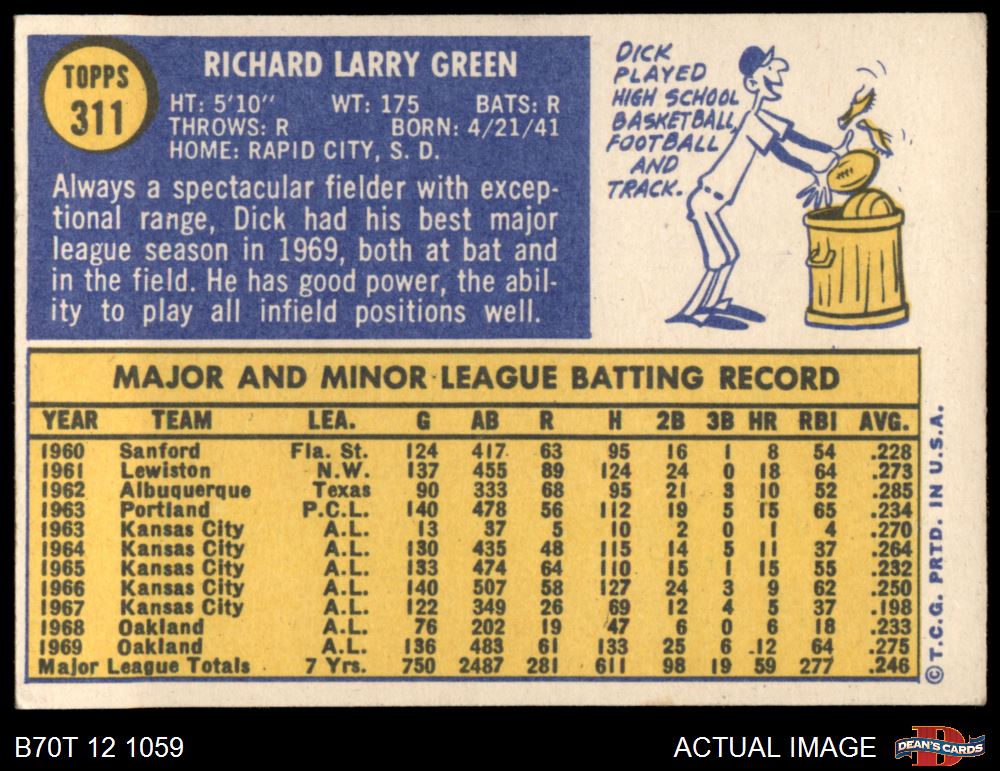 TOPPS
311
RICHARD LARRY GREEN
HT: 5'10" WT: 175 BATS: R
THROWS: R BORN: 4/21/41
HOME: RAPID CITY, S. D.
Always a spectacular fielder with excep-
tional range, Dick had his best major
league season in 1969, both at bat and
in the field. He has good power, the abil-
ity to play all infield positions well.
DICK
PLAYED
HIGH SCHOOL
BASKETBALL,
FOOTBALL
AND
TRACK.
MAJOR AND MINOR LEAGUE BATTING RECORD
YEAR TEAM LEA. G AB R H 2B 3B HR RBI AVG.
1960 Sanford Fla. St. 124 417 63 95 16 1 8 54 .228
1961 Lewiston N.W. 137 455 89 124 24 0 18 64 .273
1962 Albuquerque Texas 90 333 68 95 21 3 10 52 .285
1963 Portland P.C.L. 140 478 56 112 19 5 15 65 .234
1963 Kansas City A.L. 13 37 5 10 2 0 1 4 .270
1964 Kansas City A.L. 130 435 48 115 14 5 11 37 .264
1965 Kansas City A.L. 133 474 64 110 15 1 15 55 .232
1966 Kansas City A.L. 140 507 58 127 24 3 9 62 .250
1967 Kansas City A.L. 122 349 26 69 12 4 5 37 .198
1968 Oakland A.L. 76 202 19 47 6 0 6 18 .233
1969 Oakland A.L. 136 483 61 133 25 6 12 64 .275
Major League Totals 7 Yrs. 750 2487 281 611 98 19 59 277 .246
© T.C.G. PRTD. IN U.S.A.
B70T 12 1059
ACTUAL IMAGE
DEAN'S CARDS